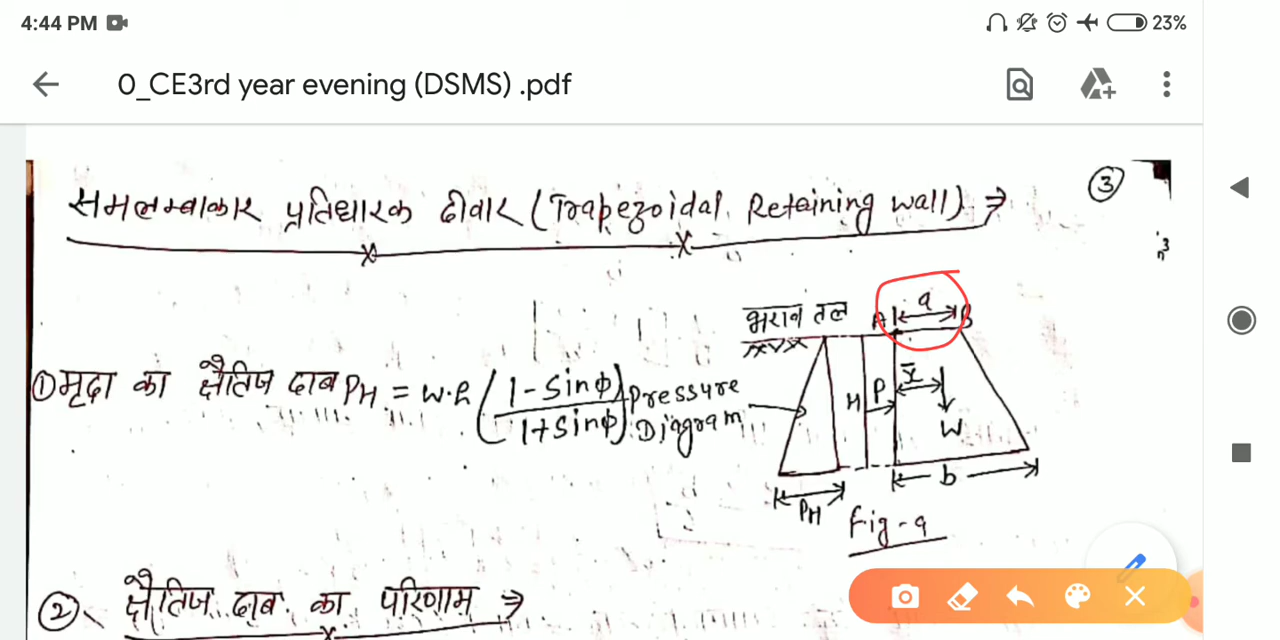 4:44 PM 23%
0_CE3rd year evening (DSMS) .pdf
3
समलम्बाकार प्रतिधारक दीवार (Trapezoidal Retaining wall) ⇒
भराव तल A a B
① मृदा का क्षैतिज दाब PH = w.h (1 - Sinφ / 1 + Sinφ) Pressure Diagram H P x̄ W
PH b
Fig-a
② क्षैतिज दाब का परिणाम ⇒